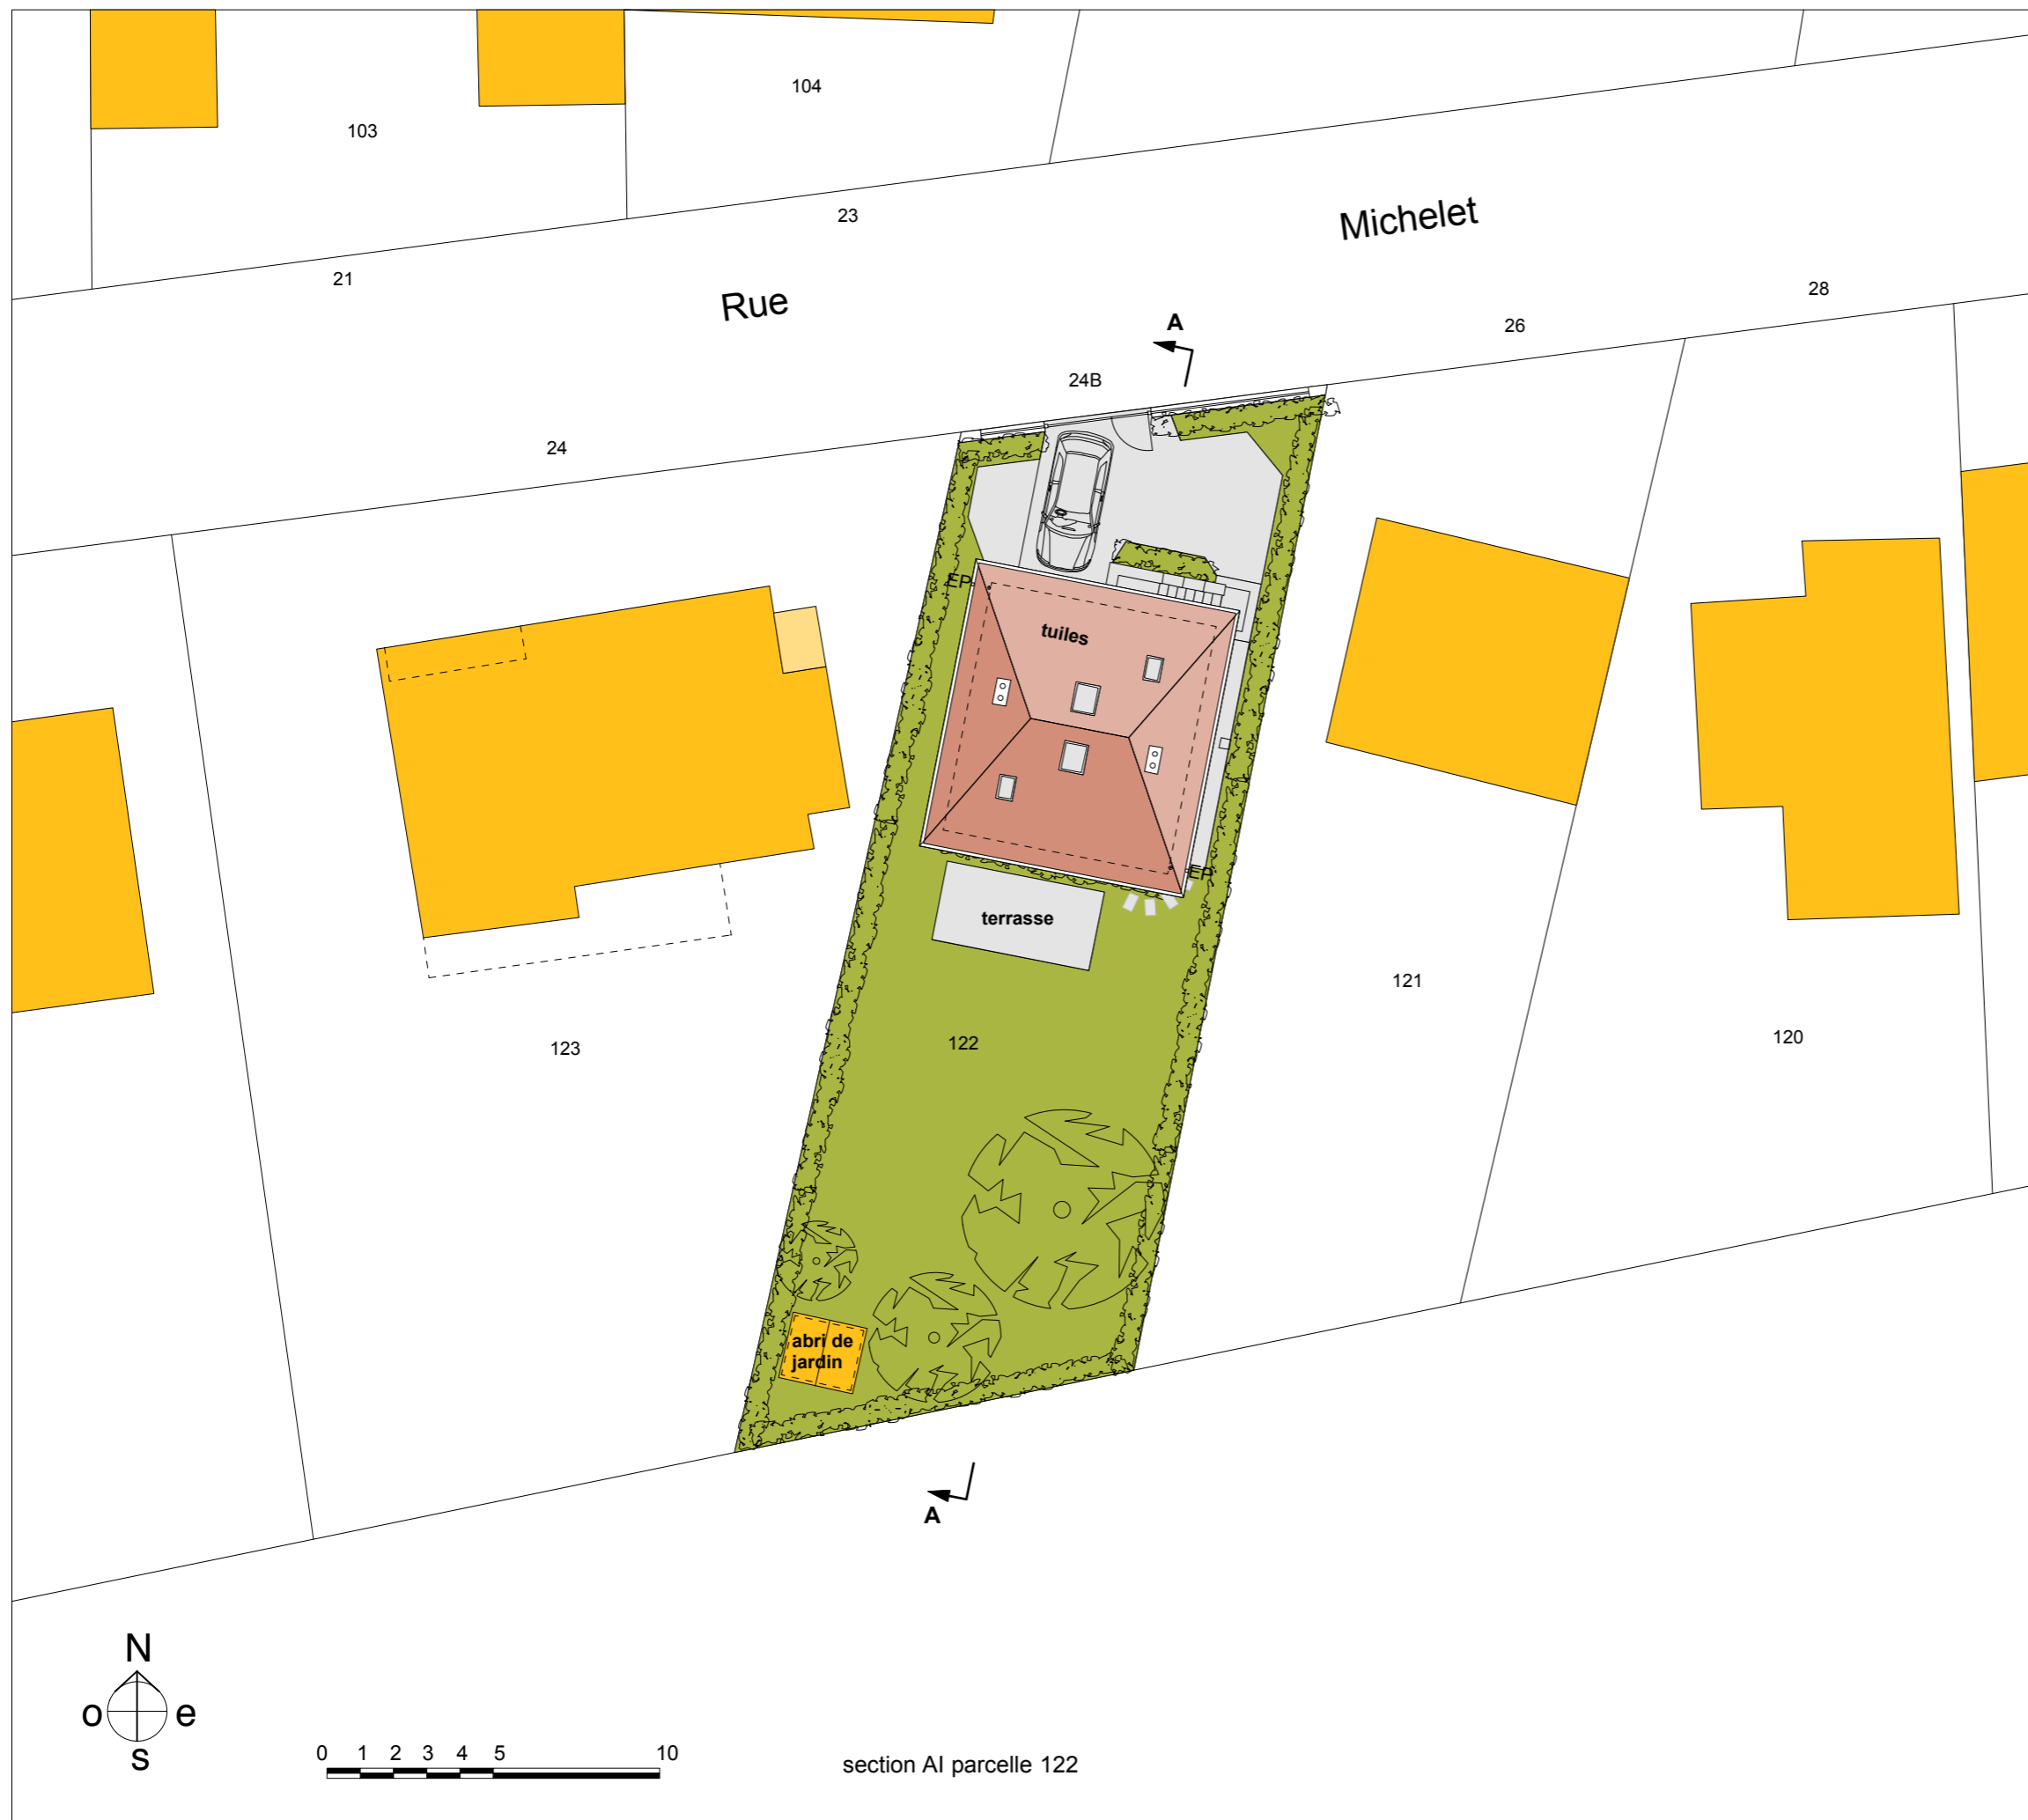 104
103
23
Michelet
21
Rue
28
A
26
24B
24
EP
tuiles
EP
terrasse
121
120
122
123
abri de
jardin
A
N
o e
s
0 1 2 3 4 5 10
section AI parcelle 122